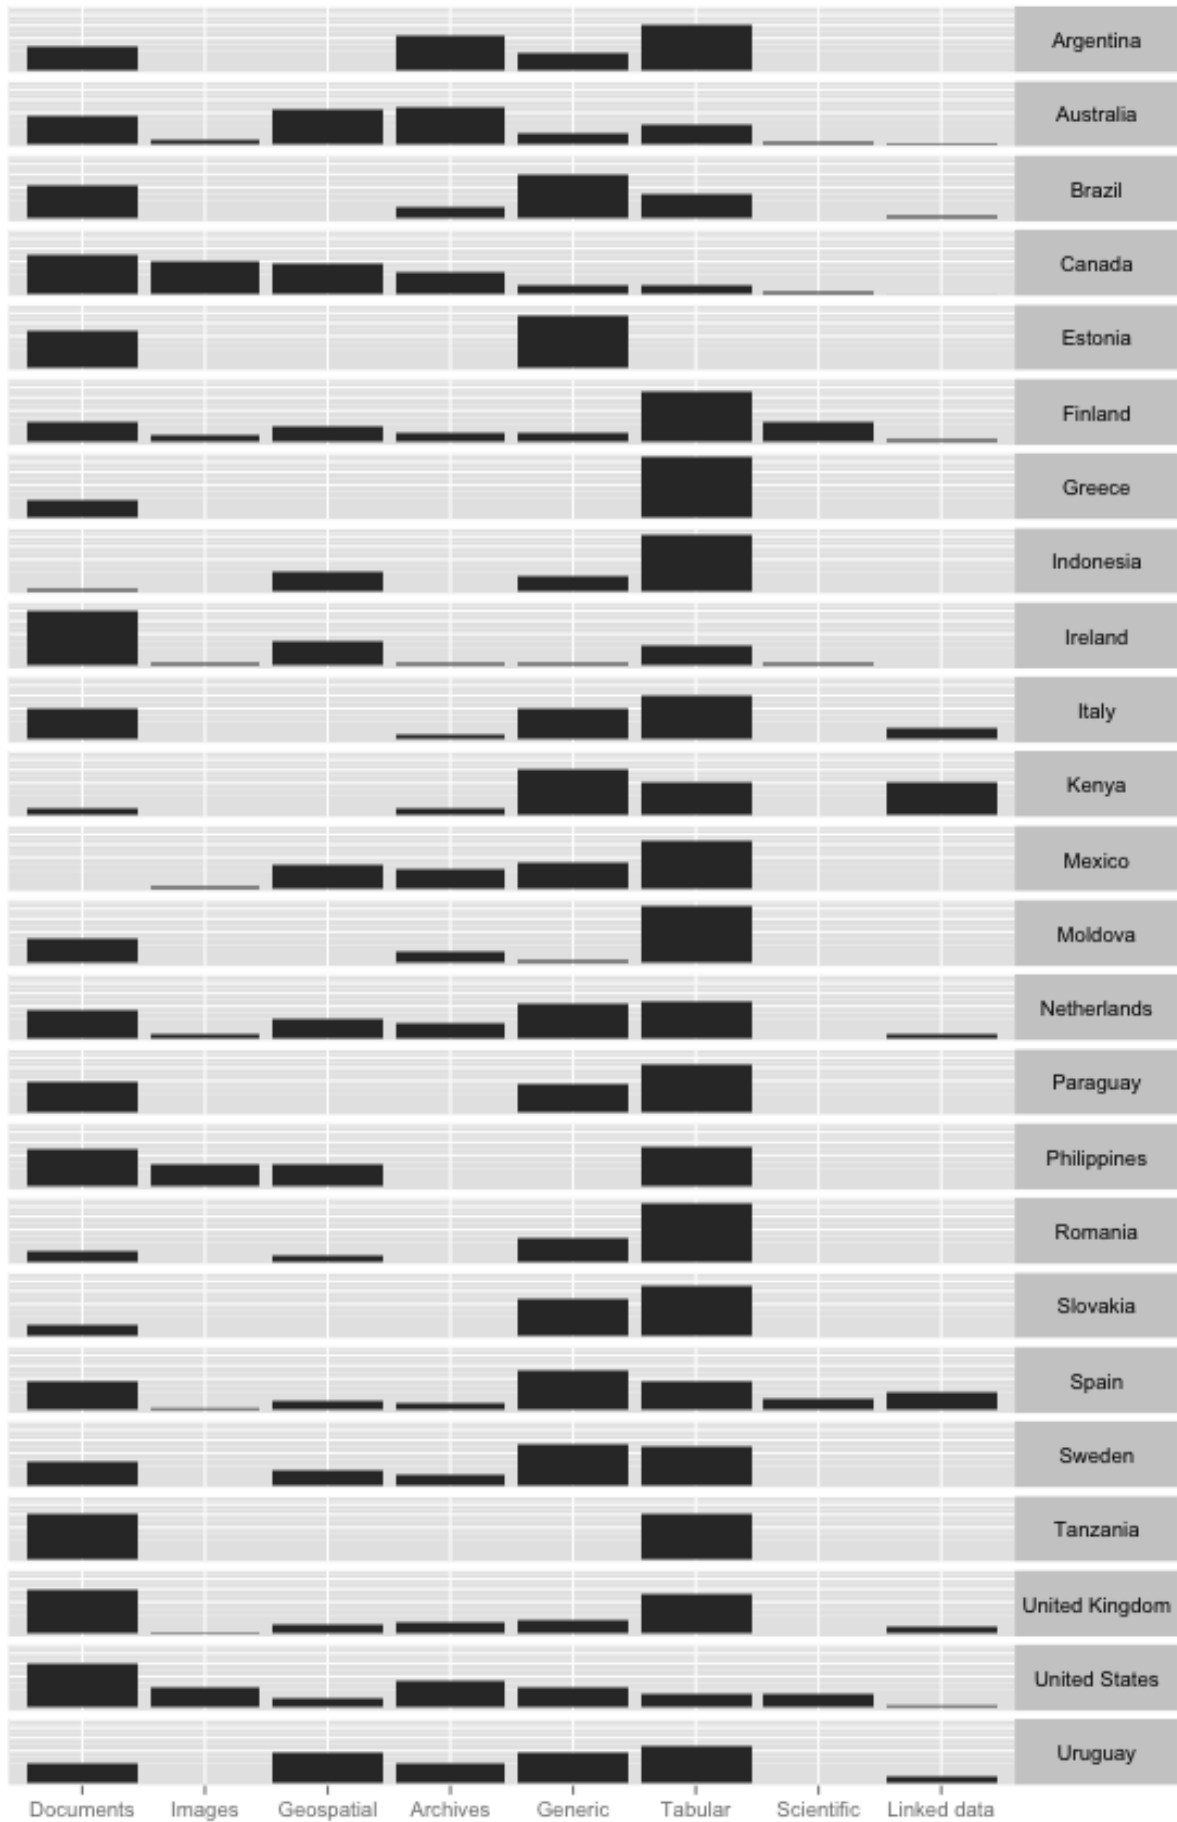 Argentina
Australia
Brazil
Canada
Estonia
Finland
Greece
Indonesia
Ireland
Italy
Kenya
Mexico
Moldova
Netherlands
Paraguay
Philippines
Romania
Slovakia
Spain
Sweden
Tanzania
United Kingdom
United States
Uruguay
Documents Images Geospatial Archives Generic Tabular Scientific Linked data